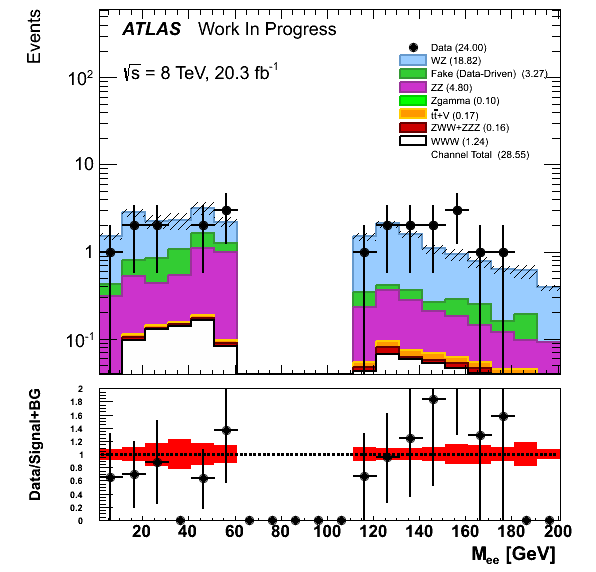 Events
ATLAS Work In Progress
√s = 8 TeV, 20.3 fb⁻¹
Data (24.00)
WZ (18.82)
Fake (Data-Driven) (3.27)
ZZ (4.80)
Zgamma (0.10)
tt̄+V (0.17)
ZWW+ZZZ (0.16)
WWW (1.24)
Channel Total (28.55)
10²
10
1
10⁻¹
Data/Signal+BG
2
1.8
1.6
1.4
1.2
1
0.8
0.6
0.4
0.2
0
20 40 60 80 100 120 140 160 180 200
M_ee [GeV]